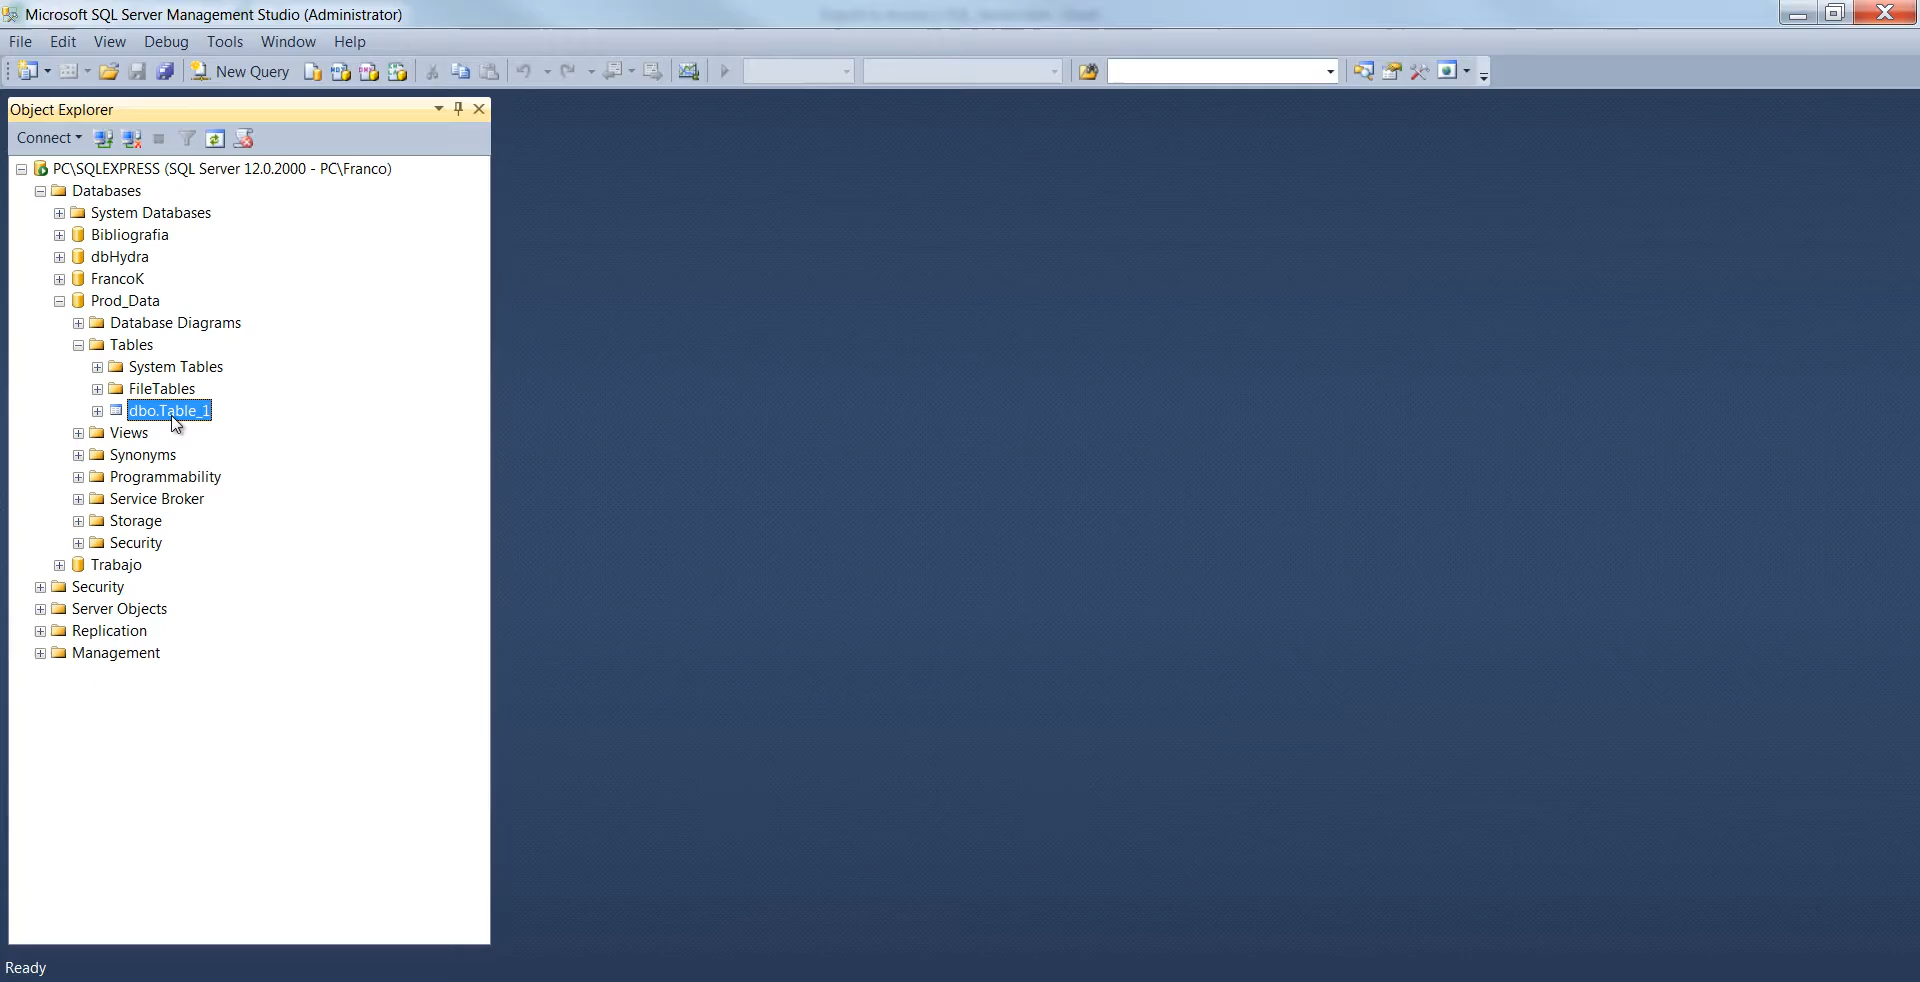 Microsoft SQL Server Management Studio (Administrator)
File Edit View Debug Tools Window Help
New Query
Object Explorer
Connect
PC\SQLEXPRESS (SQL Server 12.0.2000 - PC\Franco)
Databases
System Databases
Bibliografia
dbHydra
FrancoK
Prod_Data
Database Diagrams
Tables
System Tables
FileTables
dbo.Table_1
Views
Synonyms
Programmability
Service Broker
Storage
Security
Trabajo
Security
Server Objects
Replication
Management
Ready